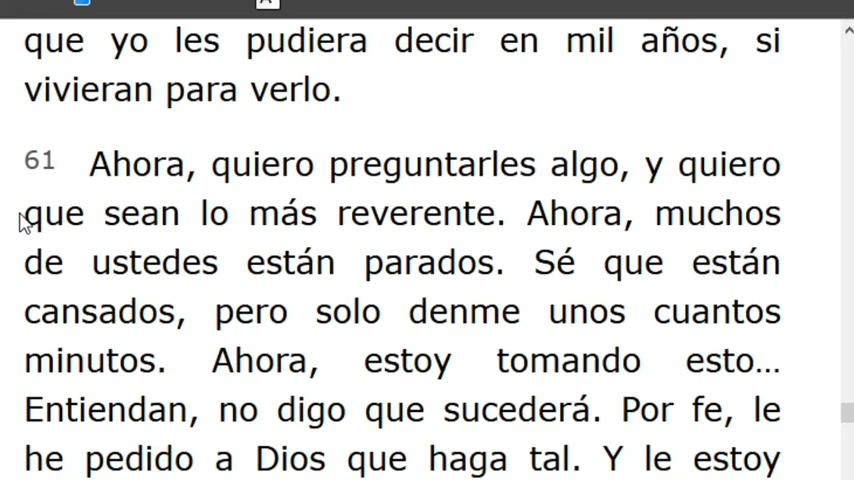 que yo les pudiera decir en mil años, si
vivieran para verlo.
61 Ahora, quiero preguntarles algo, y quiero
que sean lo más reverente. Ahora, muchos
de ustedes están parados. Sé que están
cansados, pero solo denme unos cuantos
minutos. Ahora, estoy tomando esto…
Entiendan, no digo que sucederá. Por fe, le
he pedido a Dios que haga tal. Y le estoy